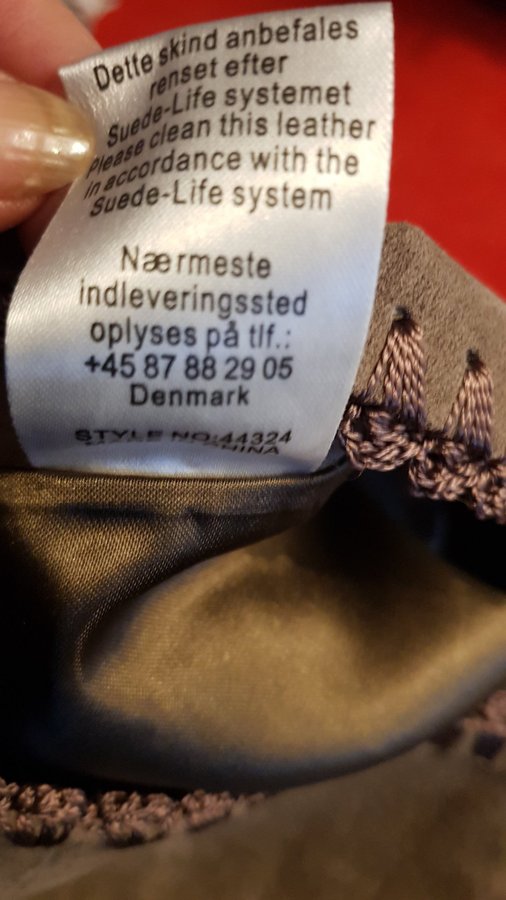 Dette skind anbefales
renset efter
Suede-Life systemet
Please clean this leather
in accordance with the
Suede-Life system
Nærmeste
indleveringssted
oplyses på tlf.:
+45 87 88 29 05
Denmark
STYLE NO:44324
CHINA